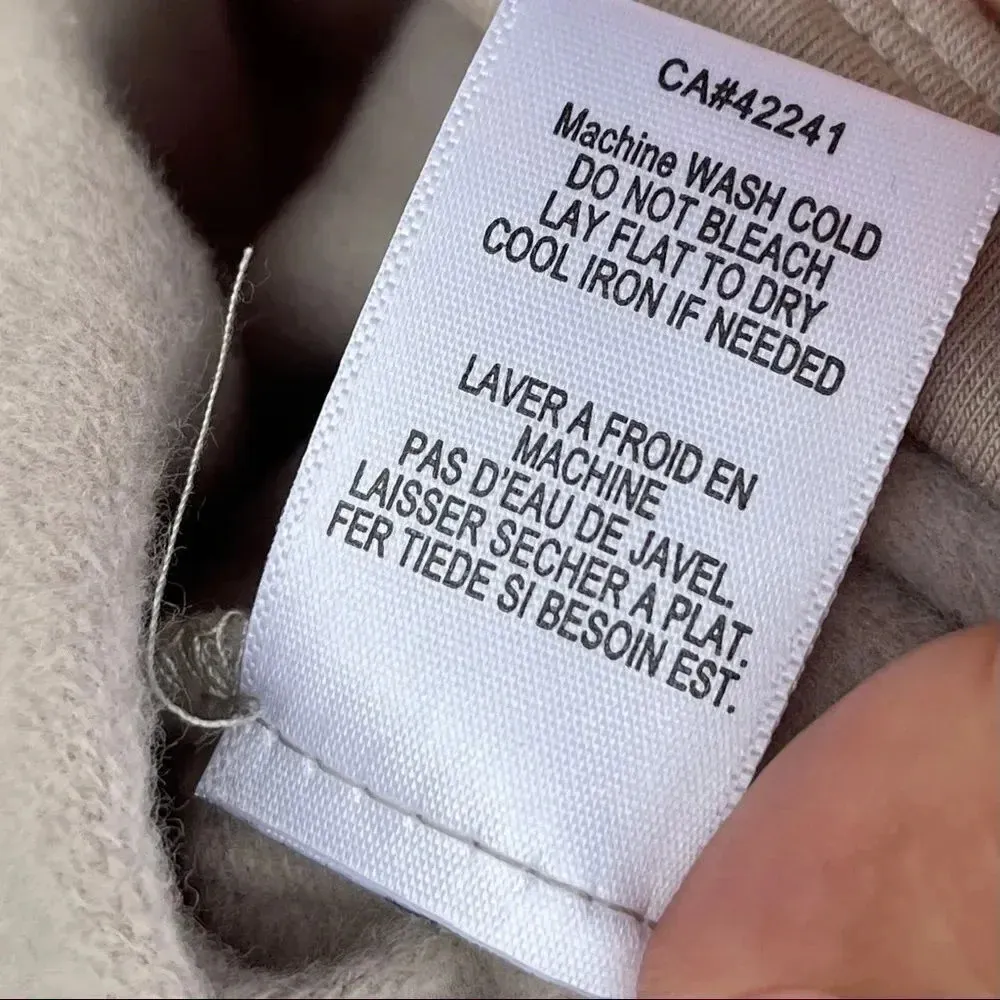 CA#42241
Machine WASH COLD
DO NOT BLEACH
LAY FLAT TO DRY
COOL IRON IF NEEDED
LAVER A FROID EN
MACHINE
PAS D'EAU DE JAVEL.
LAISSER SECHER A PLAT.
FER TIEDE SI BESOIN EST.